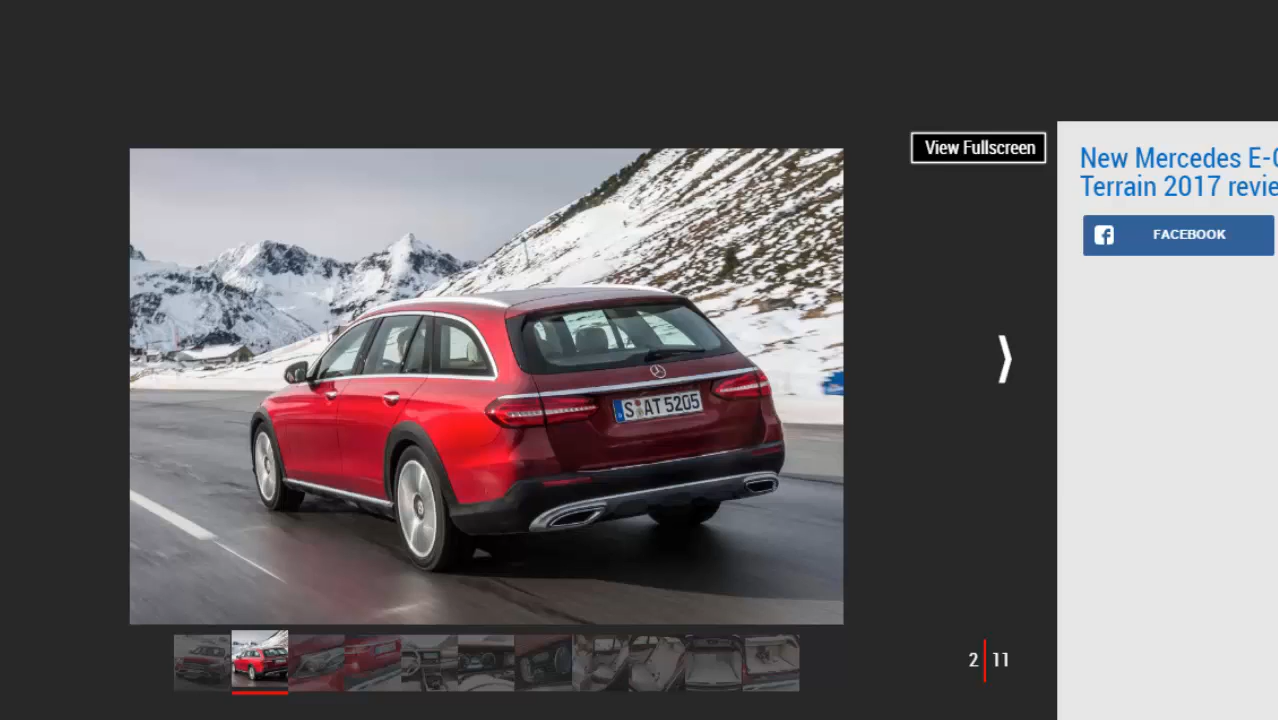 View Fullscreen
New Mercedes E-C
Terrain 2017 revie
FACEBOOK
S AT 5205
2 11